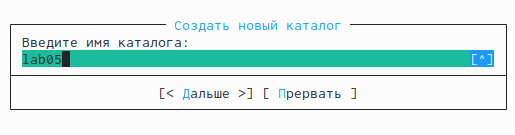 Создать новый каталог
Введите имя каталога:
lab05 [^]
[< Дальше >] [ Прервать ]